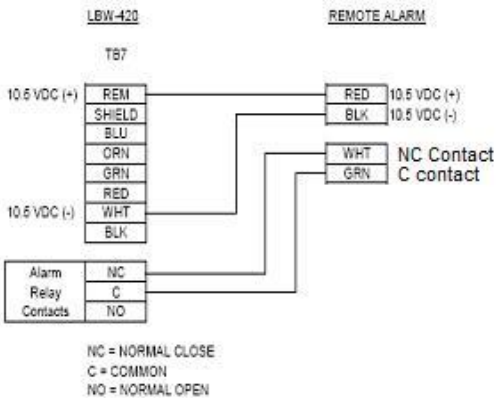 LBW-420
REMOTE ALARM
TB7
10.5 VDC (+)
REM
RED
10.5 VDC (+)
SHIELD
BLK
10.5 VDC (-)
BLU
ORN
WHT
NC Contact
GRN
GRN
C contact
RED
10.5 VDC (-)
WHT
BLK
Alarm
NC
Relay
C
Contacts
NO
NC = NORMAL CLOSE
C = COMMON
NO = NORMAL OPEN